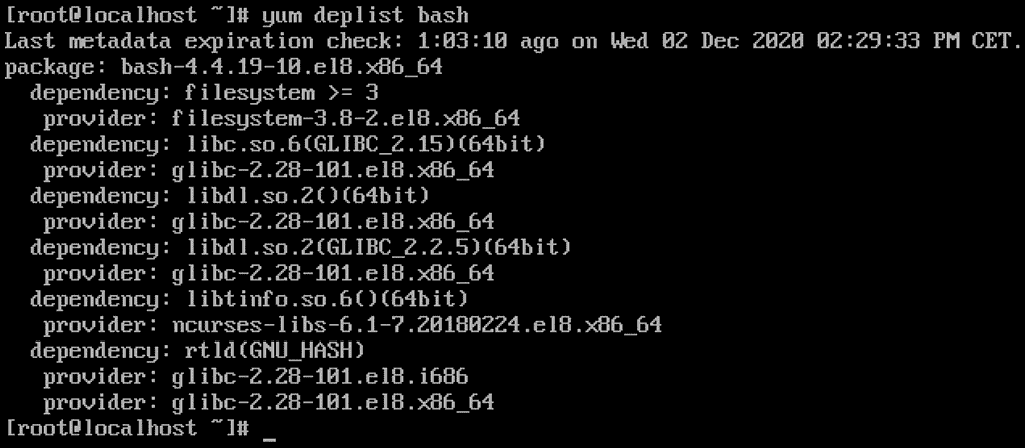 [root@localhost ~]# yum deplist bash
Last metadata expiration check: 1:03:10 ago on Wed 02 Dec 2020 02:29:33 PM CET.
package: bash-4.4.19-10.el8.x86_64
  dependency: filesystem >= 3
   provider: filesystem-3.8-2.el8.x86_64
  dependency: libc.so.6(GLIBC_2.15)(64bit)
   provider: glibc-2.28-101.el8.x86_64
  dependency: libdl.so.2()(64bit)
   provider: glibc-2.28-101.el8.x86_64
  dependency: libdl.so.2(GLIBC_2.2.5)(64bit)
   provider: glibc-2.28-101.el8.x86_64
  dependency: libtinfo.so.6()(64bit)
   provider: ncurses-libs-6.1-7.20180224.el8.x86_64
  dependency: rtld(GNU_HASH)
   provider: glibc-2.28-101.el8.i686
   provider: glibc-2.28-101.el8.x86_64
[root@localhost ~]# _